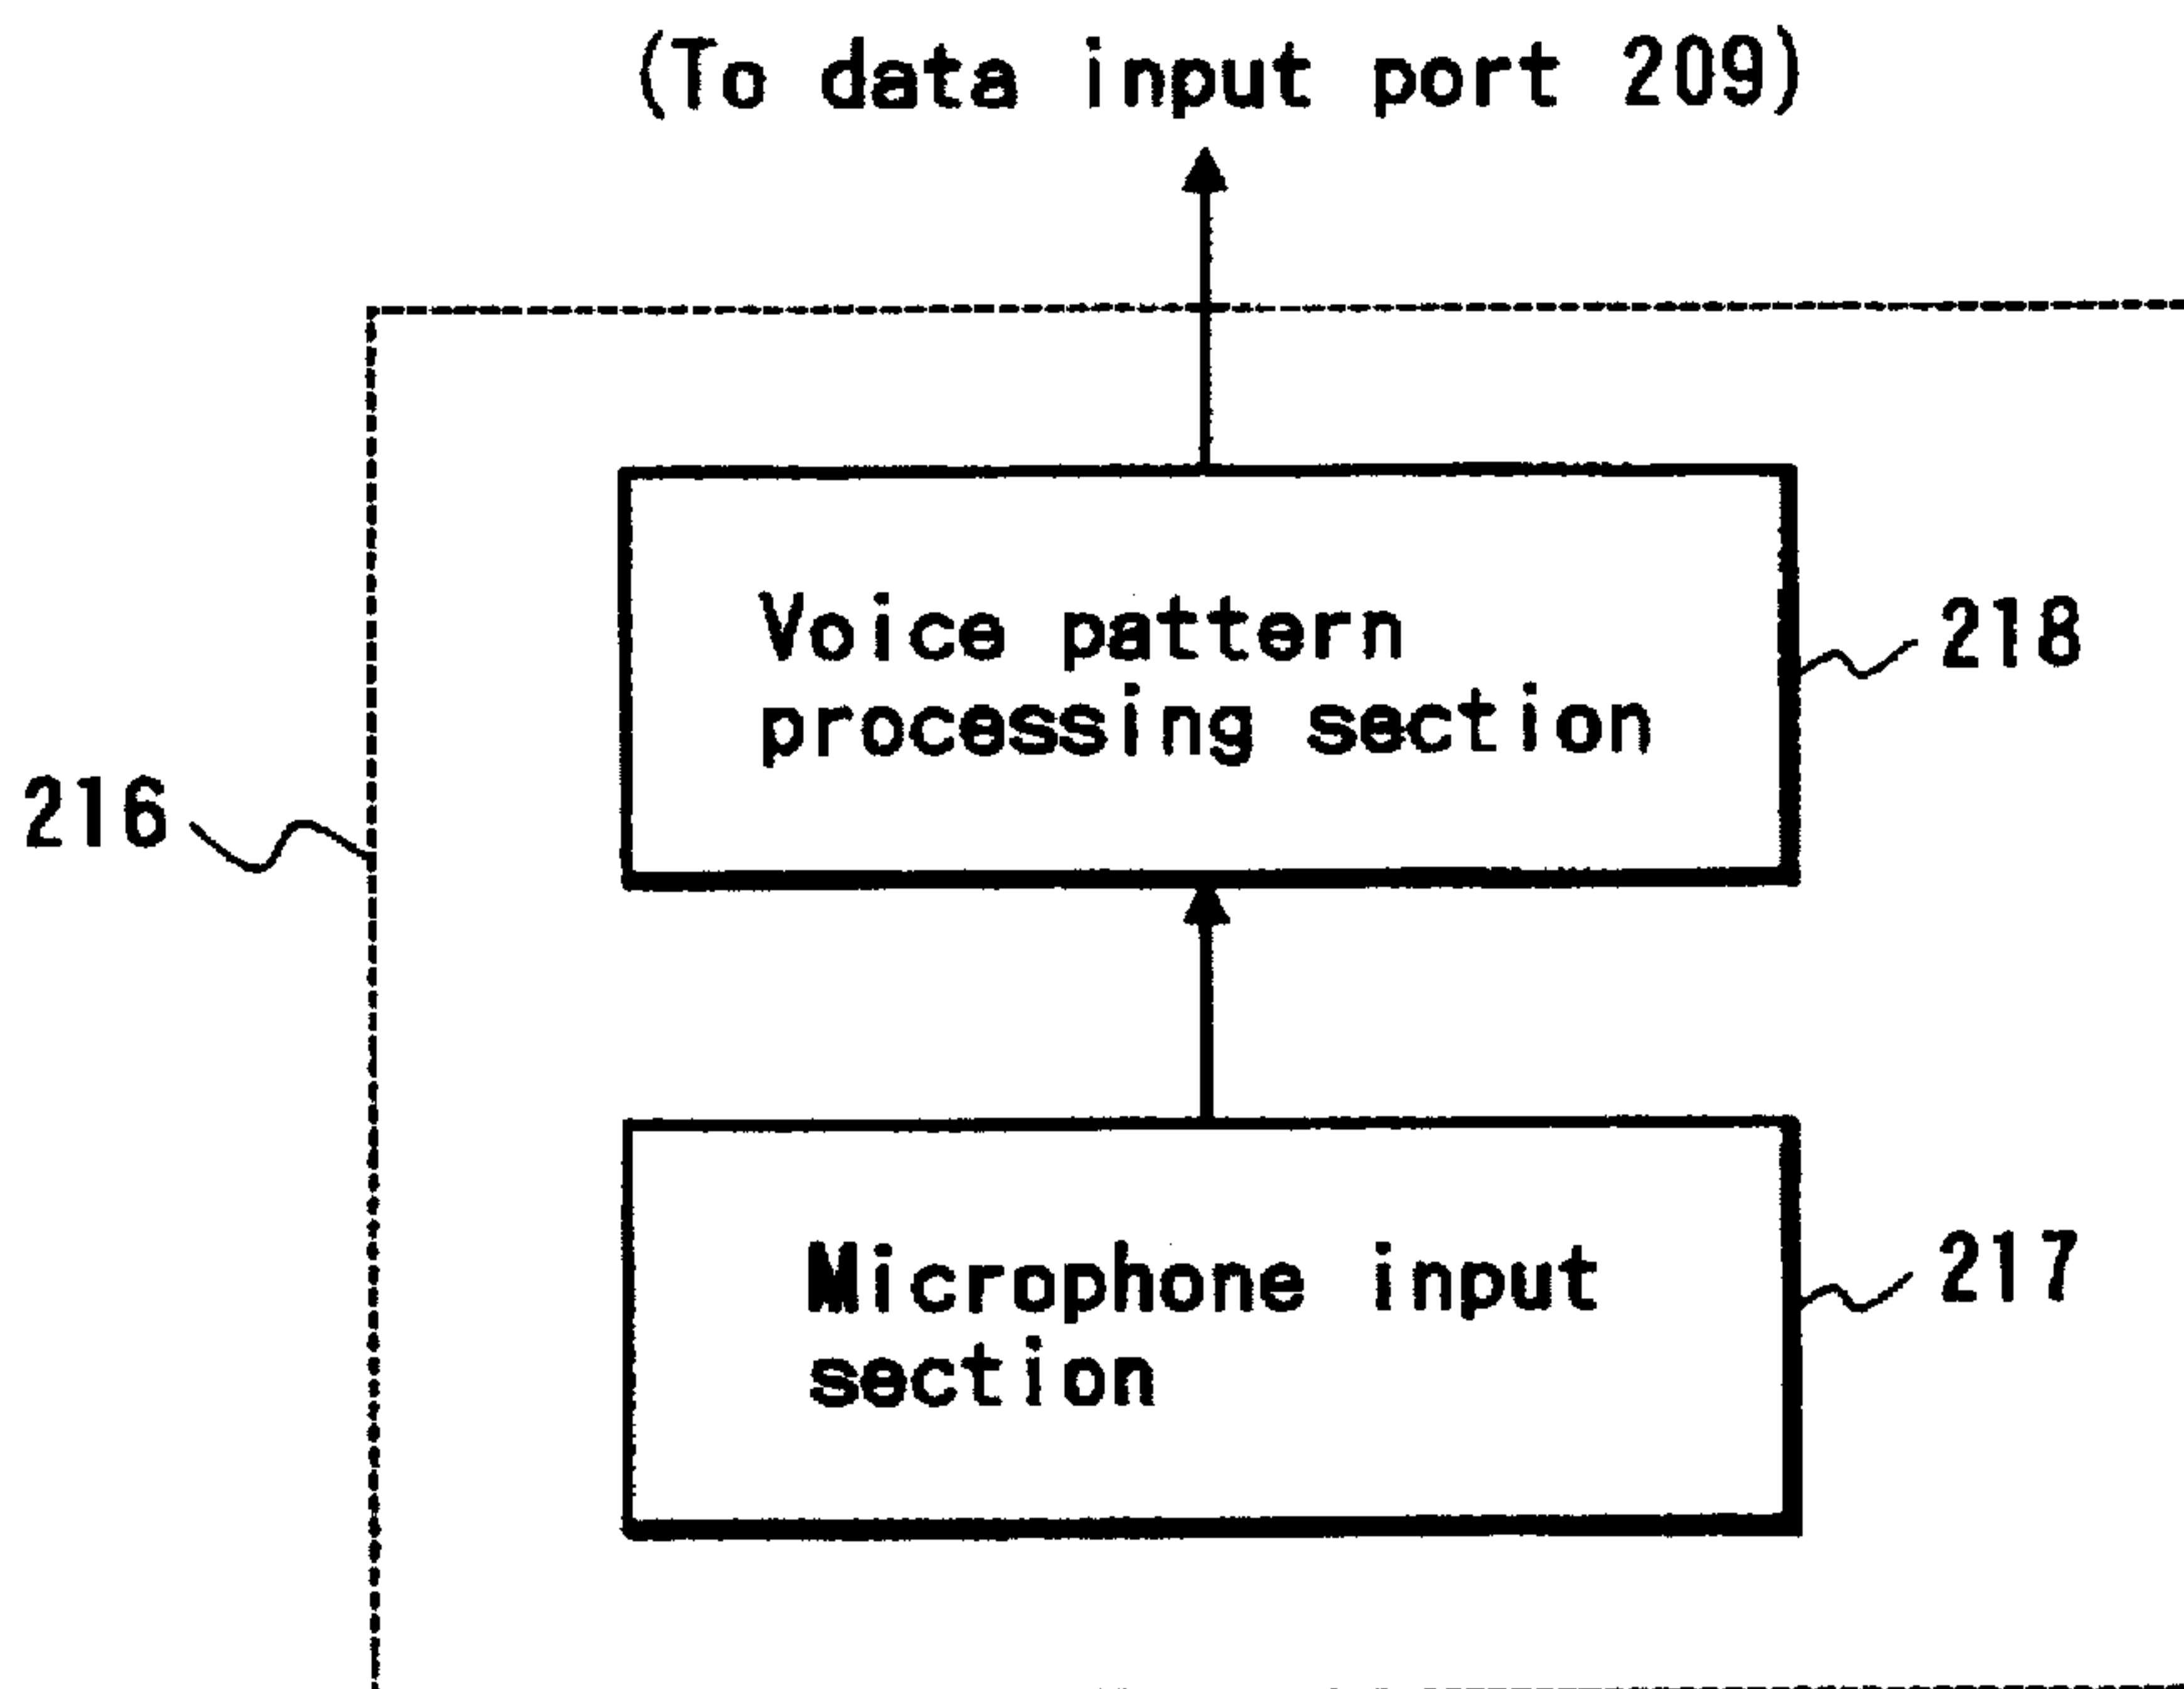 (To data input port 209)
Voice pattern
processing section
218
216
Microphone input
section
217